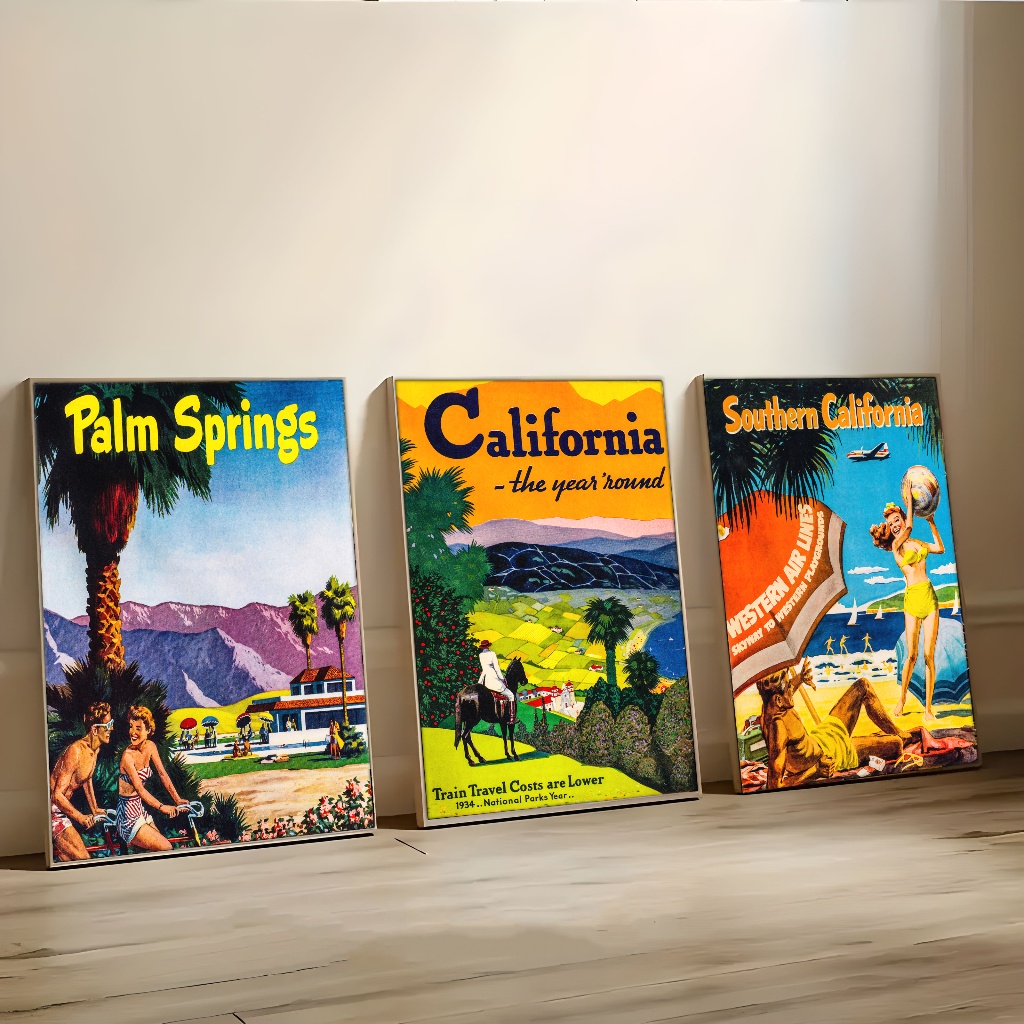 Palm Springs
California
- the year 'round
Train Travel Costs are Lower
1934..National Parks Year..
Southern California
WESTERN AIR LINES
SKYWAY TO WESTERN PLAYGROUNDS